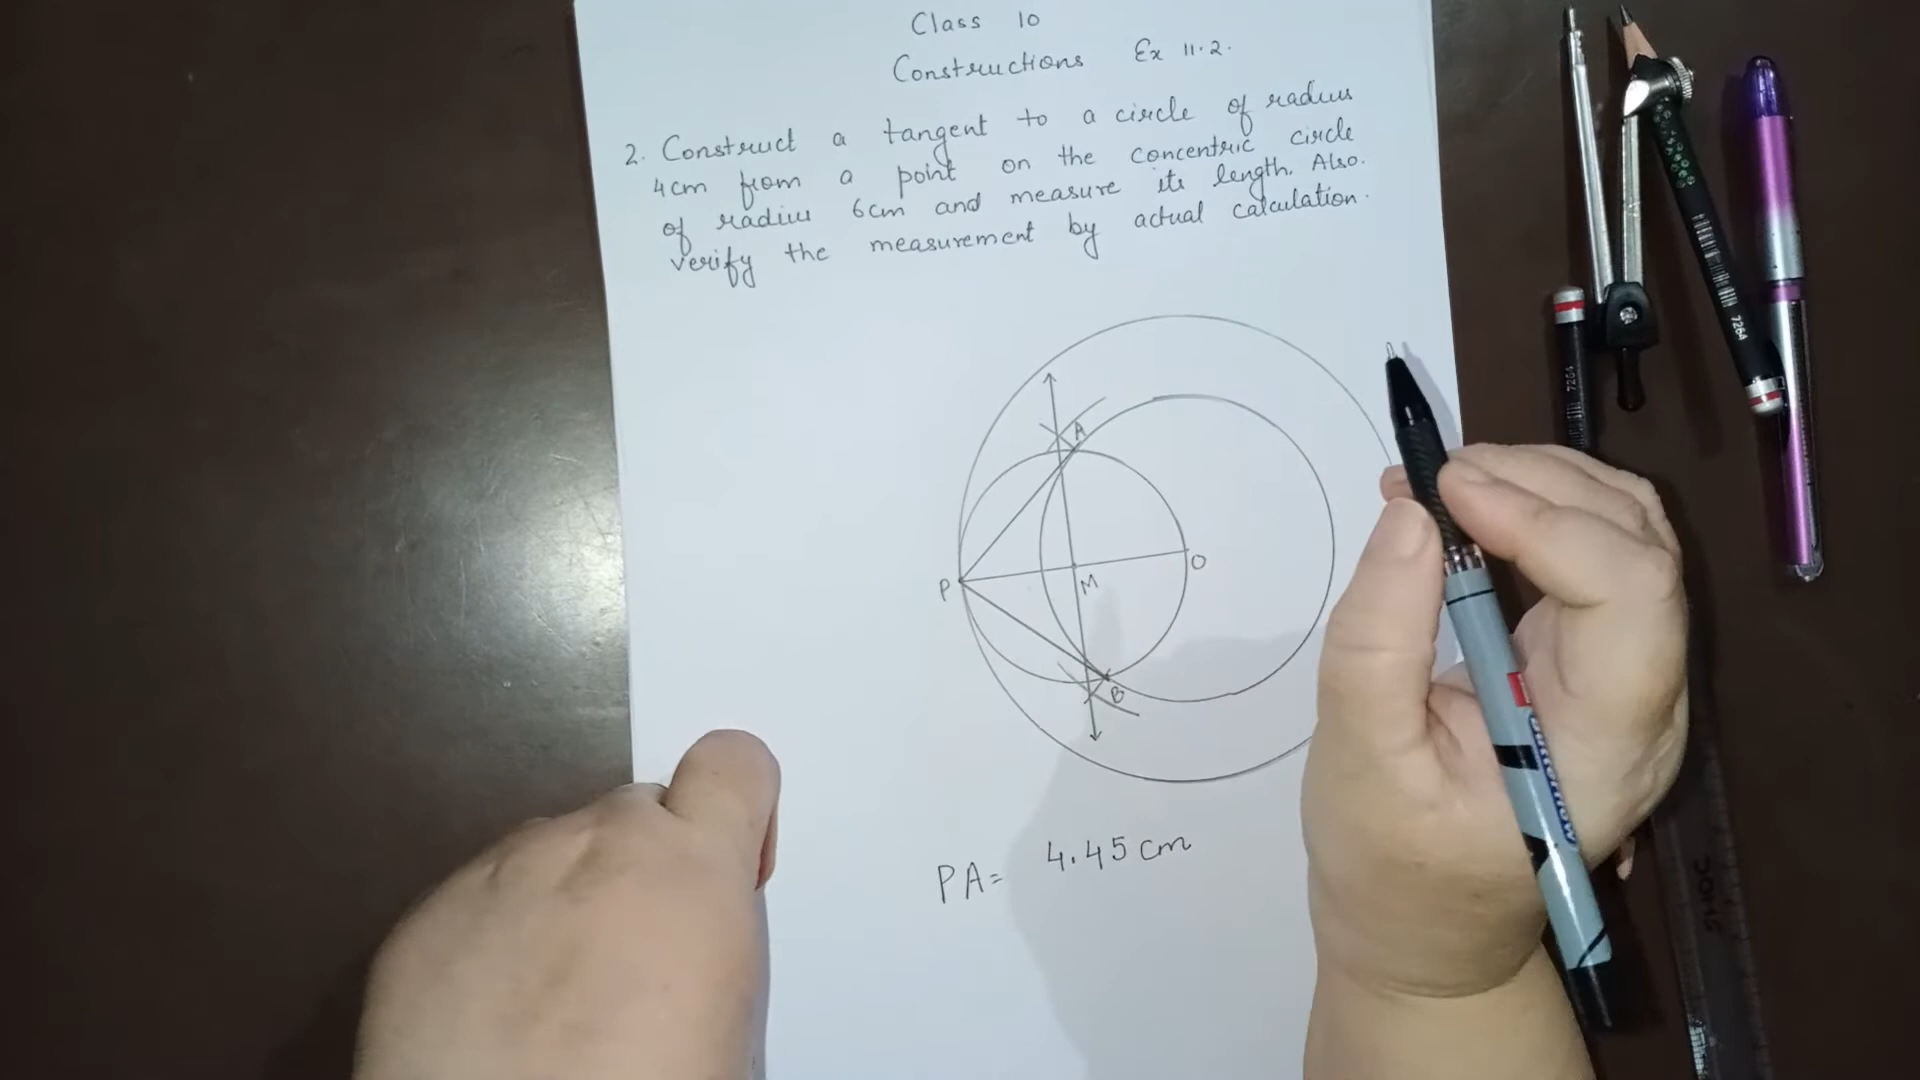 Class 10
Constructions Ex 11.2.
2. Construct a tangent to a circle of radius
4cm from a point on the concentric circle
of radius 6cm and measure its length. Also.
verify the measurement by actual calculation.
A
P M O
B
PA= 4.45 cm
7264
7264